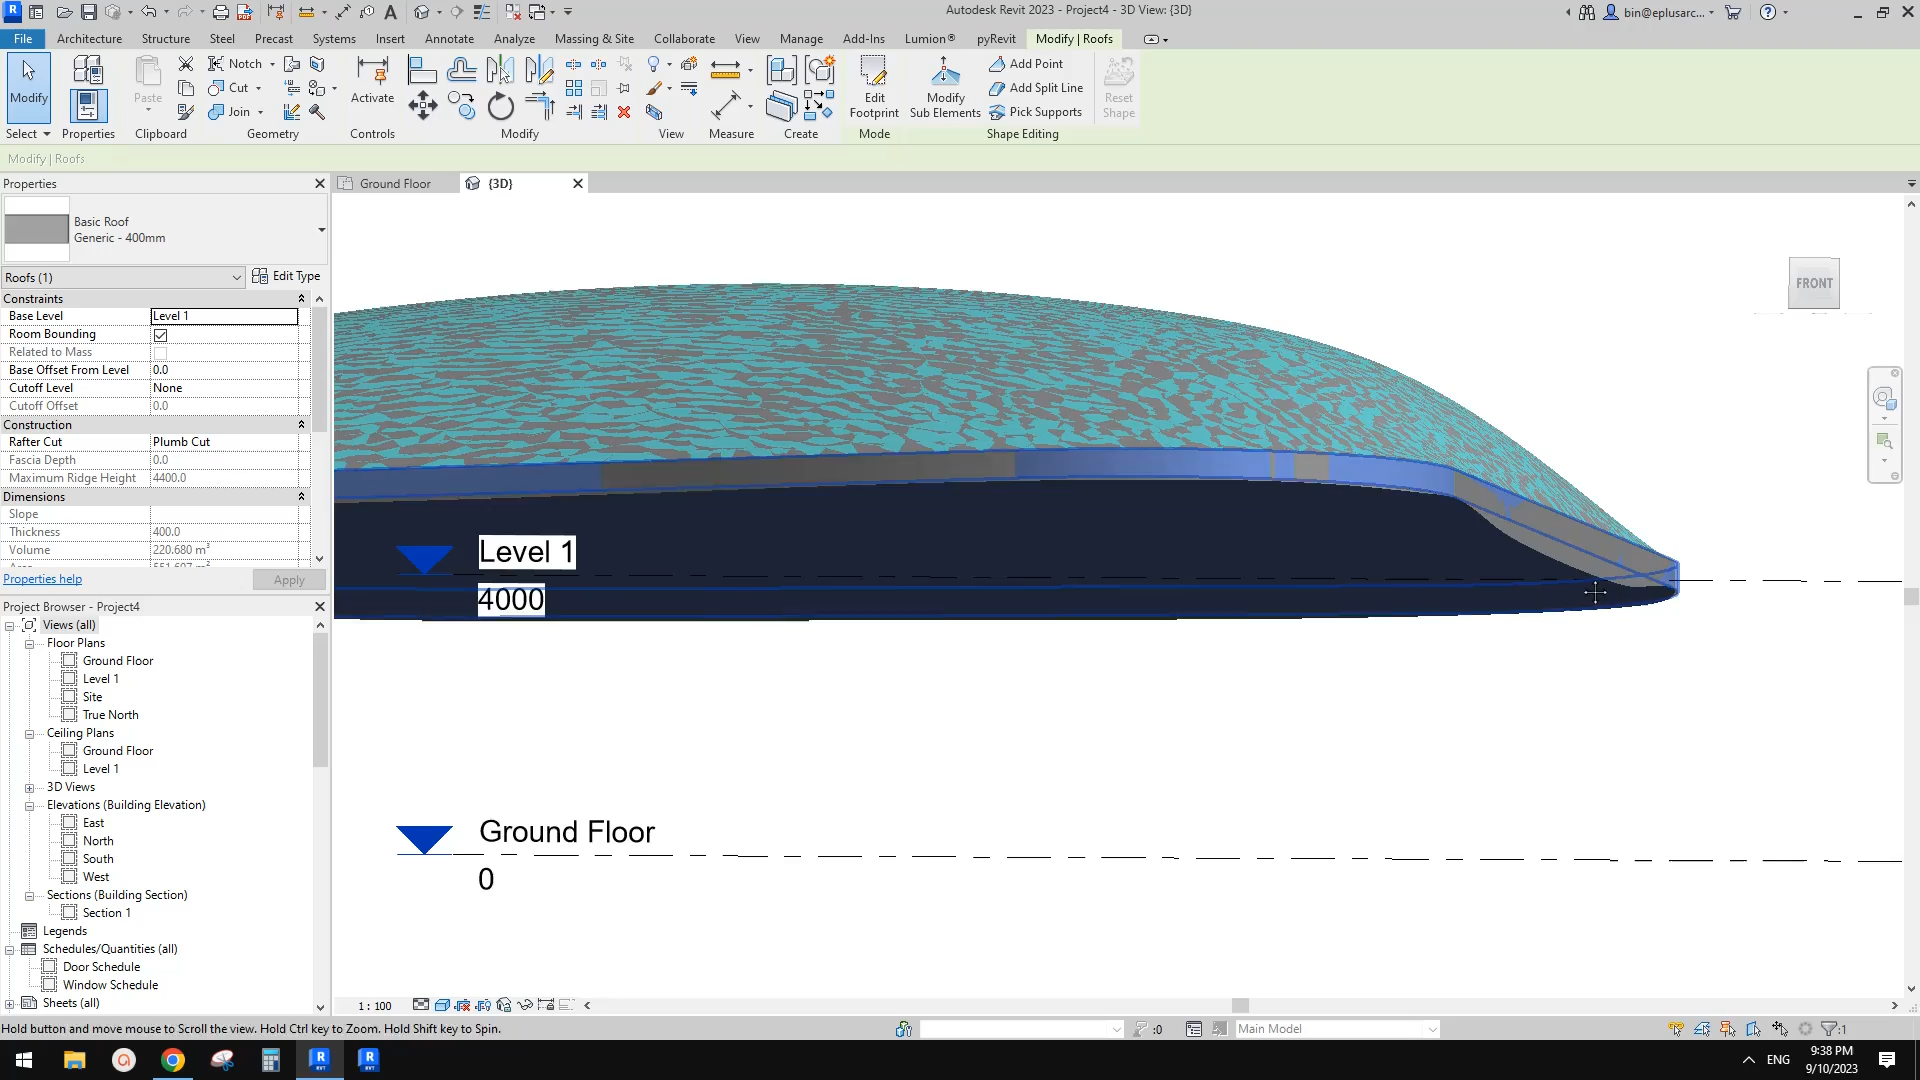 Autodesk Revit 2023 - Project4 - 3D View: {3D}
bin@eplusarc...
File Architecture Structure Steel Precast Systems Insert Annotate Analyze Massing & Site Collaborate View Manage Add-Ins Lumion® pyRevit Modify | Roofs
Modify
Paste
Notch
Cut
Join
Activate
Edit
Footprint
Modify
Sub Elements
Add Point
Add Split Line
Pick Supports
Reset
Shape
Select Properties Clipboard Geometry Controls Modify View Measure Create Mode Shape Editing
Modify | Roofs
Properties
Ground Floor
{3D}
Basic Roof
Generic - 400mm
Roofs (1)
Edit Type
Constraints
Base Level Level 1
Room Bounding
Related to Mass
Base Offset From Level 0.0
Cutoff Level None
Cutoff Offset 0.0
Construction
Rafter Cut Plumb Cut
Fascia Depth 0.0
Maximum Ridge Height 4400.0
Dimensions
Slope
Thickness 400.0
Volume 220.680 m³
Properties help
Apply
Project Browser - Project4
Views (all)
Floor Plans
Ground Floor
Level 1
Site
True North
Ceiling Plans
Ground Floor
Level 1
3D Views
Elevations (Building Elevation)
East
North
South
West
Sections (Building Section)
Section 1
Legends
Schedules/Quantities (all)
Door Schedule
Window Schedule
Sheets (all)
FRONT
Level 1
4000
Ground Floor
0
1 : 100
Hold button and move mouse to Scroll the view. Hold Ctrl key to Zoom. Hold Shift key to Spin.
:0
Main Model
:1
ENG
9:38 PM
9/10/2023